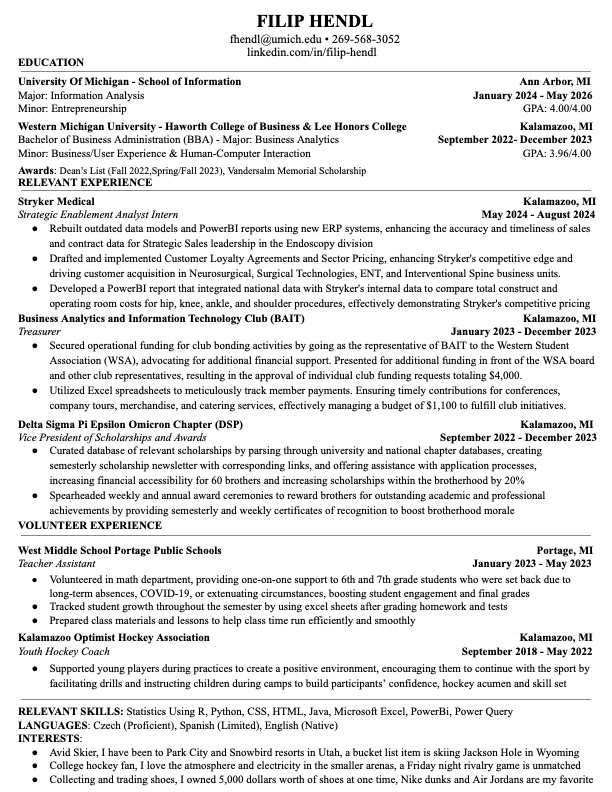 FILIP HENDL
fhendl@umich.edu • 269-568-3052
linkedin.com/in/filip-hendl
EDUCATION
University Of Michigan - School of Information Ann Arbor, MI
Major: Information Analysis January 2024 - May 2026
Minor: Entrepreneurship GPA: 4.00/4.00
Western Michigan University - Haworth College of Business & Lee Honors College Kalamazoo, MI
Bachelor of Business Administration (BBA) - Major: Business Analytics September 2022- December 2023
Minor: Business/User Experience & Human-Computer Interaction GPA: 3.96/4.00
Awards: Dean's List (Fall 2022,Spring/Fall 2023), Vandersalm Memorial Scholarship
RELEVANT EXPERIENCE
Stryker Medical Kalamazoo, MI
Strategic Enablement Analyst Intern May 2024 - August 2024
● Rebuilt outdated data models and PowerBI reports using new ERP systems, enhancing the accuracy and timeliness of sales
and contract data for Strategic Sales leadership in the Endoscopy division
● Drafted and implemented Customer Loyalty Agreements and Sector Pricing, enhancing Stryker's competitive edge and
driving customer acquisition in Neurosurgical, Surgical Technologies, ENT, and Interventional Spine business units.
● Developed a PowerBI report that integrated national data with Stryker's internal data to compare total construct and
operating room costs for hip, knee, ankle, and shoulder procedures, effectively demonstrating Stryker's competitive pricing
Business Analytics and Information Technology Club (BAIT) Kalamazoo, MI
Treasurer January 2023 - December 2023
● Secured operational funding for club bonding activities by going as the representative of BAIT to the Western Student
Association (WSA), advocating for additional financial support. Presented for additional funding in front of the WSA board
and other club representatives, resulting in the approval of individual club funding requests totaling $4,000.
● Utilized Excel spreadsheets to meticulously track member payments. Ensuring timely contributions for conferences,
company tours, merchandise, and catering services, effectively managing a budget of $1,100 to fulfill club initiatives.
Delta Sigma Pi Epsilon Omicron Chapter (DSP) Kalamazoo, MI
Vice President of Scholarships and Awards September 2022 - December 2023
● Curated database of relevant scholarships by parsing through university and national chapter databases, creating
semesterly scholarship newsletter with corresponding links, and offering assistance with application processes,
increasing financial accessibility for 60 brothers and increasing scholarships within the brotherhood by 20%
● Spearheaded weekly and annual award ceremonies to reward brothers for outstanding academic and professional
achievements by providing semesterly and weekly certificates of recognition to boost brotherhood morale
VOLUNTEER EXPERIENCE
West Middle School Portage Public Schools Portage, MI
Teacher Assistant January 2023 - May 2023
● Volunteered in math department, providing one-on-one support to 6th and 7th grade students who were set back due to
long-term absences, COVID-19, or extenuating circumstances, boosting student engagement and final grades
● Tracked student growth throughout the semester by using excel sheets after grading homework and tests
● Prepared class materials and lessons to help class time run efficiently and smoothly
Kalamazoo Optimist Hockey Association Kalamazoo, MI
Youth Hockey Coach September 2018 - May 2022
● Supported young players during practices to create a positive environment, encouraging them to continue with the sport by
facilitating drills and instructing children during camps to build participants' confidence, hockey acumen and skill set
RELEVANT SKILLS: Statistics Using R, Python, CSS, HTML, Java, Microsoft Excel, PowerBi, Power Query
LANGUAGES: Czech (Proficient), Spanish (Limited), English (Native)
INTERESTS:
● Avid Skier, I have been to Park City and Snowbird resorts in Utah, a bucket list item is skiing Jackson Hole in Wyoming
● College hockey fan, I love the atmosphere and electricity in the smaller arenas, a Friday night rivalry game is unmatched
● Collecting and trading shoes, I owned 5,000 dollars worth of shoes at one time, Nike dunks and Air Jordans are my favorite